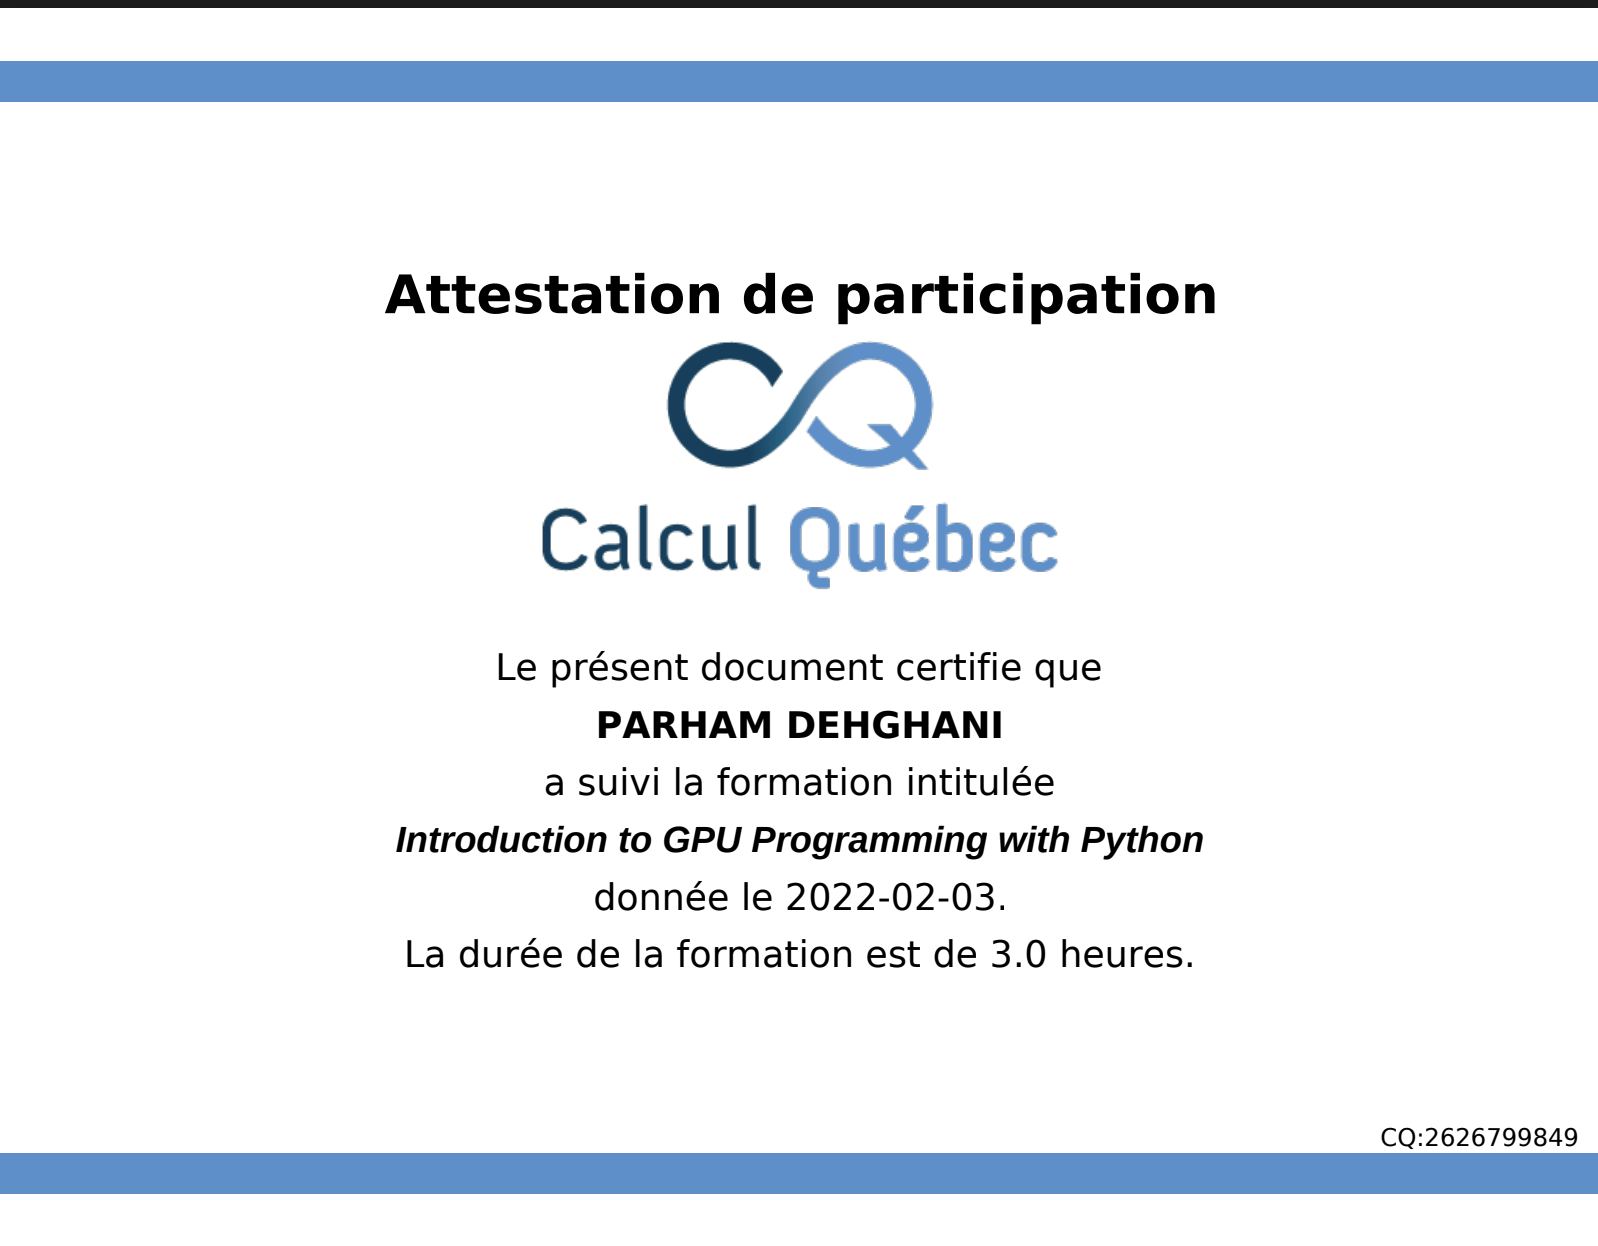 Attestation de participation
CQ
Calcul Québec
Le présent document certifie que
PARHAM DEHGHANI
a suivi la formation intitulée
Introduction to GPU Programming with Python
donnée le 2022-02-03.
La durée de la formation est de 3.0 heures.
CQ:2626799849